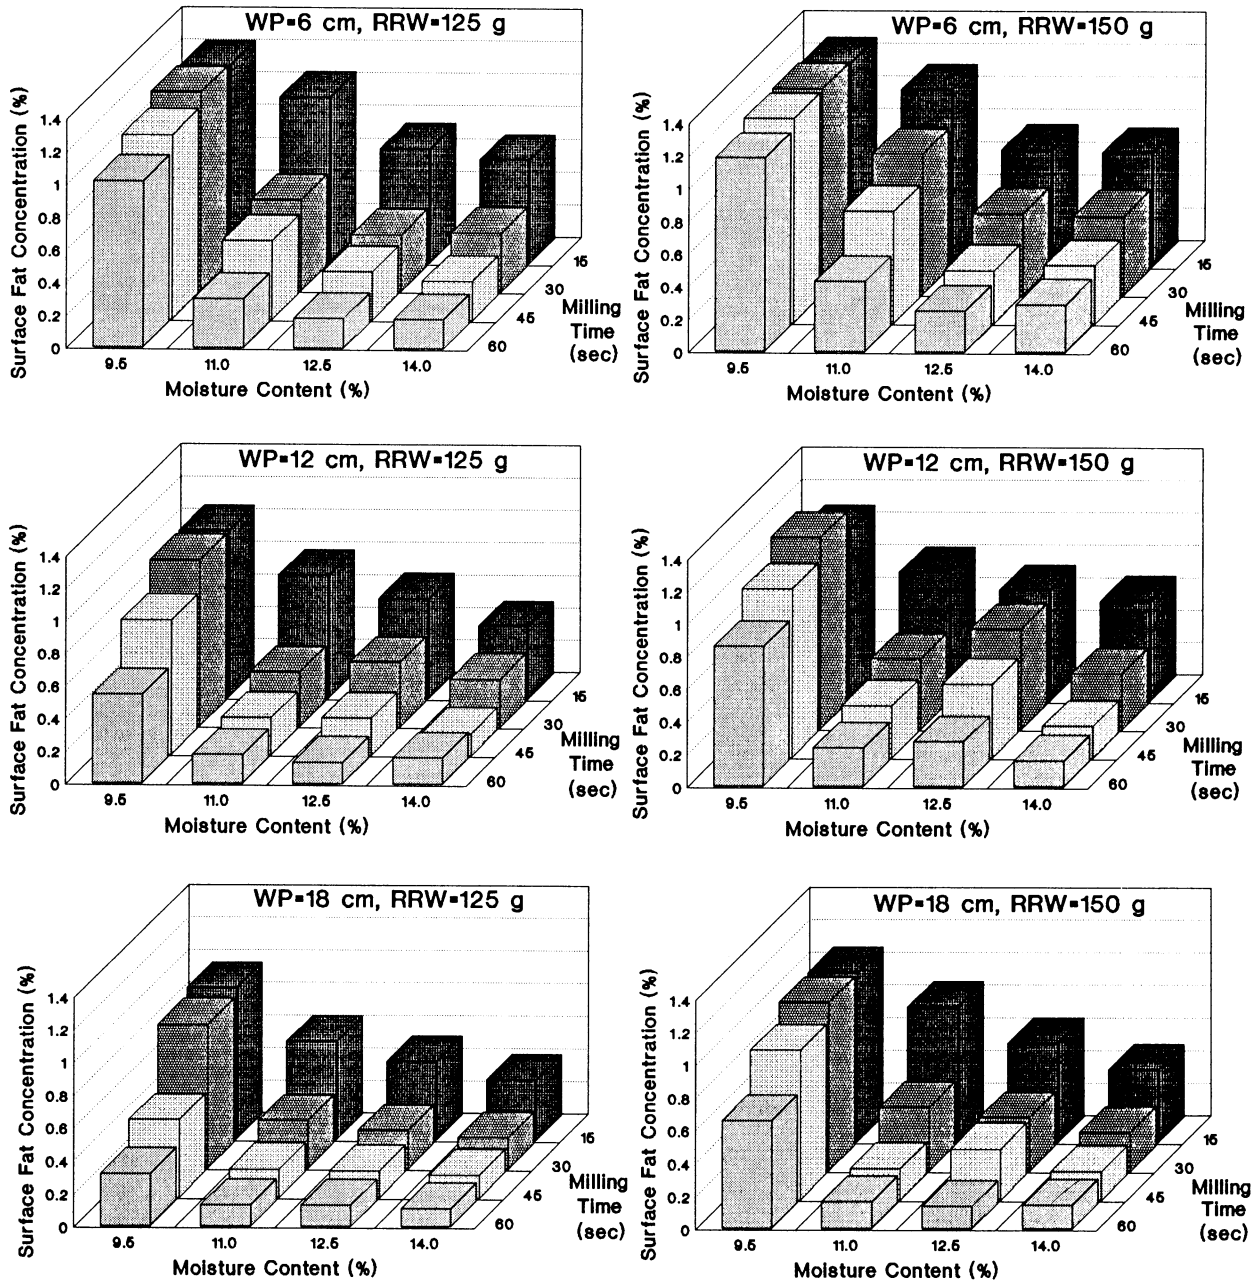 WP=6 cm, RRW=125 g
Surface Fat Concentration (%)
1.4
1.2
1
0.8
0.6
0.4
0.2
0
9.5
11.0
12.5
14.0
Moisture Content (%)
15
30
45
60
Milling
Time
(sec)
WP=6 cm, RRW=150 g
Surface Fat Concentration (%)
1.4
1.2
1
0.8
0.6
0.4
0.2
0
9.5
11.0
12.5
14.0
Moisture Content (%)
15
30
45
60
Milling
Time
(sec)
WP=12 cm, RRW=125 g
Surface Fat Concentration (%)
1.4
1.2
1
0.8
0.6
0.4
0.2
0
9.5
11.0
12.5
14.0
Moisture Content (%)
15
30
45
60
Milling
Time
(sec)
WP=12 cm, RRW=150 g
Surface Fat Concentration (%)
1.4
1.2
1
0.8
0.6
0.4
0.2
0
9.5
11.0
12.5
14.0
Moisture Content (%)
15
30
45
60
Milling
Time
(sec)
WP=18 cm, RRW=125 g
Surface Fat Concentration (%)
1.4
1.2
1
0.8
0.6
0.4
0.2
0
9.5
11.0
12.5
14.0
Moisture Content (%)
15
30
45
60
Milling
Time
(sec)
WP=18 cm, RRW=150 g
Surface Fat Concentration (%)
1.4
1.2
1
0.8
0.6
0.4
0.2
0
9.5
11.0
12.5
14.0
Moisture Content (%)
15
30
45
60
Milling
Time
(sec)